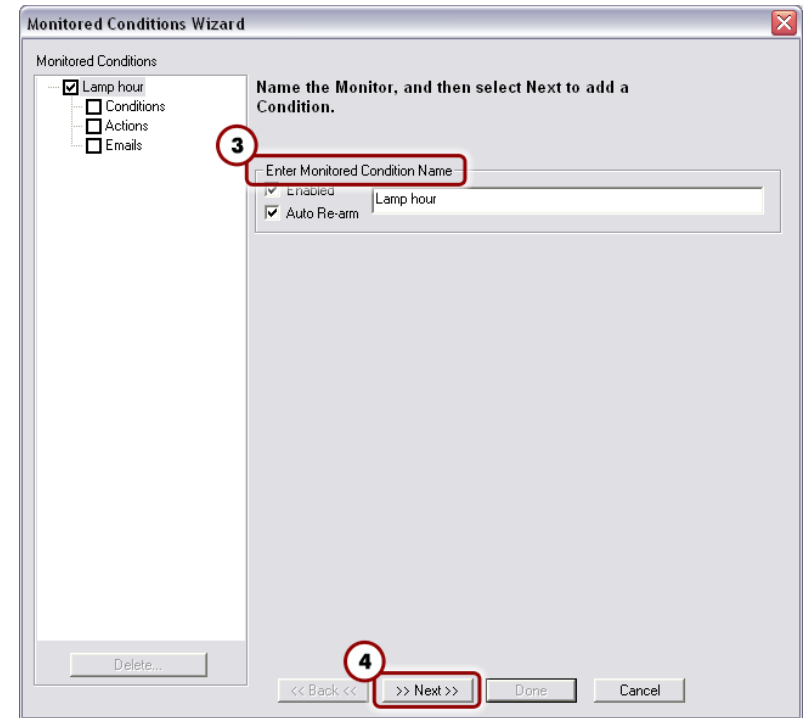 Monitored Conditions Wizard
Monitored Conditions
Lamp hour
Conditions
Actions
Emails
Name the Monitor, and then select Next to add a
Condition.
3
Enter Monitored Condition Name
Enabled
Lamp hour
Auto Re-arm
Delete...
4
<< Back <<
>> Next >>
Done
Cancel